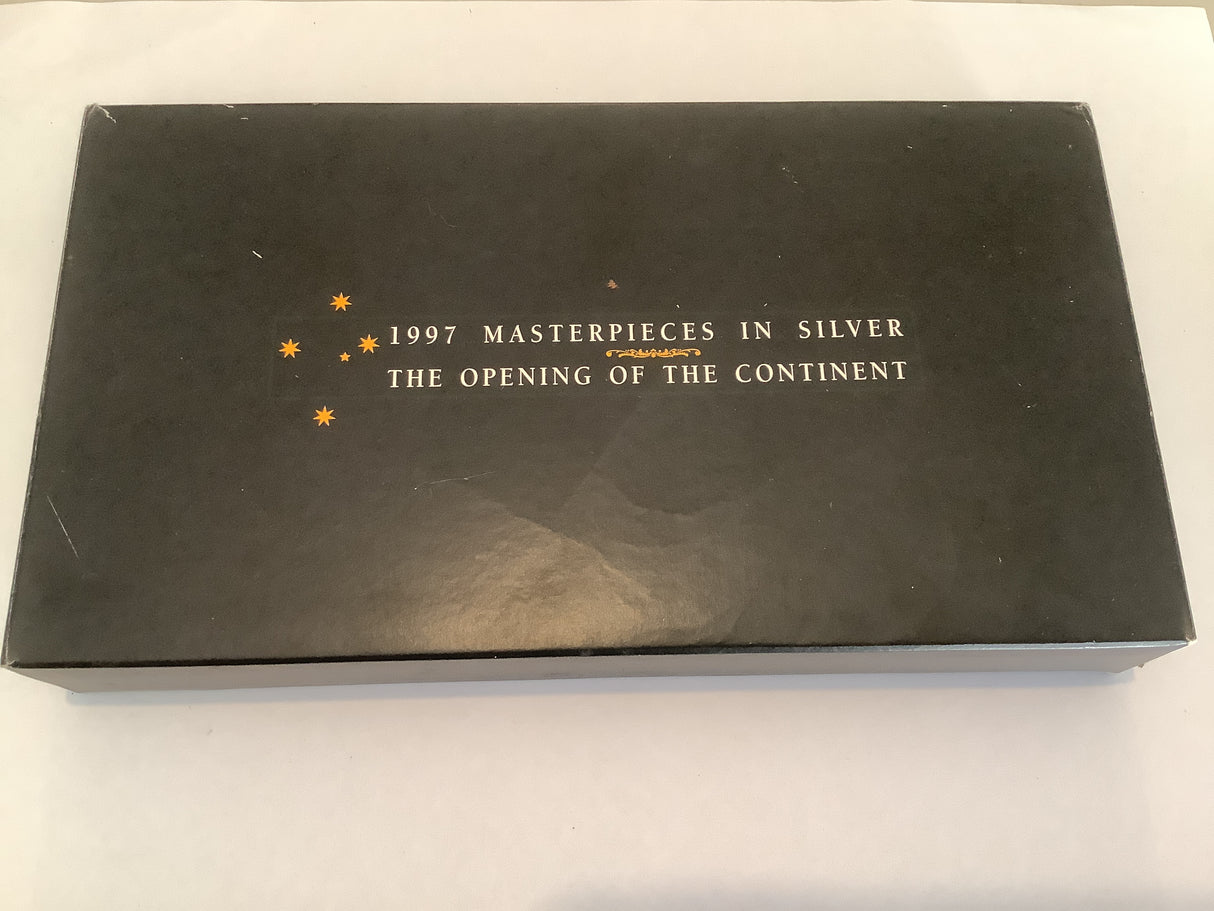 1997 MASTERPIECES IN SILVER
THE OPENING OF THE CONTINENT